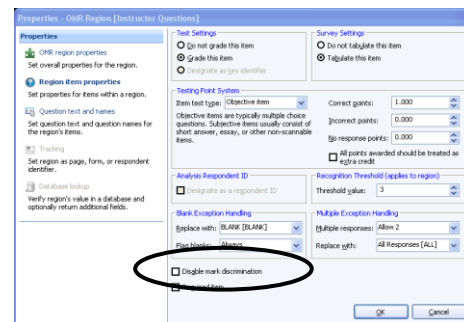 Properties - OMR Region [Instructor Questions]
Properties
OMR region properties
Set overall properties for the region.
Region item properties
Set properties for items within a region.
Question text and names
Set question text and question names for
the region's items.
Tracking
Set region as page, form, or respondent
identifier.
Database lookup
Verify region's value in a database and
optionally return additional fields.
Test Settings
Do not grade this item
Grade this item
Designate as key identifier
Survey Settings
Do not tabulate this item
Tabulate this item
Testing Point System
Item test type: Objective item
Objective items are typically multiple choice
questions. Subjective items usually consist of
short answer, essay, or other non-scannable
items.
Correct points: 1.000
Incorrect points: 0.000
No response points: 0.000
All points awarded should be treated as
extra credit
Analysis Respondent ID
Designate as a respondent ID
Recognition Threshold (applies to region)
Threshold value: 3
Blank Exception Handling
Replace with: BLANK [BLANK]
Flag blanks: Always
Multiple Exception Handling
Multiple responses: Allow 2
Replace with: All Responses [ALL]
Disable mark discrimination
Required item
OK
Cancel